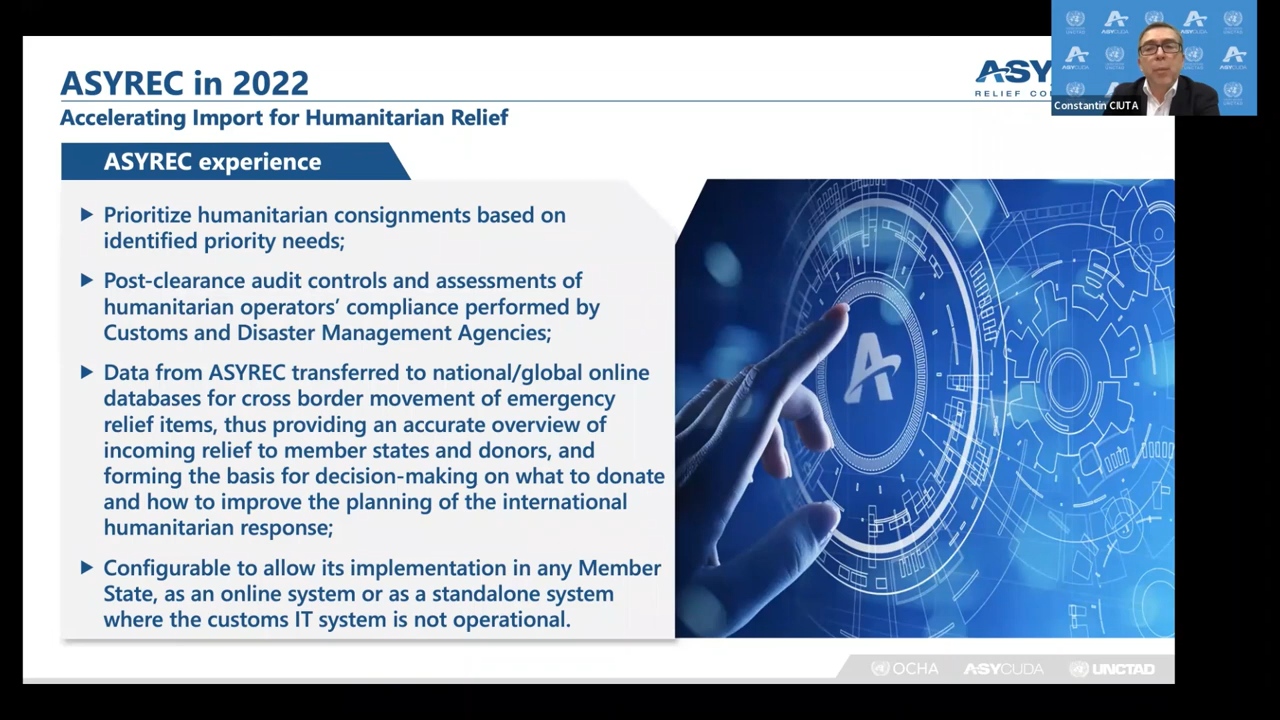 ASYREC in 2022
Accelerating Import for Humanitarian Relief
ASY
RELIEF CO
Constantin CIUTA
ASYREC experience
Prioritize humanitarian consignments based on
identified priority needs;
Post-clearance audit controls and assessments of
humanitarian operators’ compliance performed by
Customs and Disaster Management Agencies;
Data from ASYREC transferred to national/global online
databases for cross border movement of emergency
relief items, thus providing an accurate overview of
incoming relief to member states and donors, and
forming the basis for decision-making on what to donate
and how to improve the planning of the international
humanitarian response;
Configurable to allow its implementation in any Member
State, as an online system or as a standalone system
where the customs IT system is not operational.
OCHA ASYCUDA UNCTAD